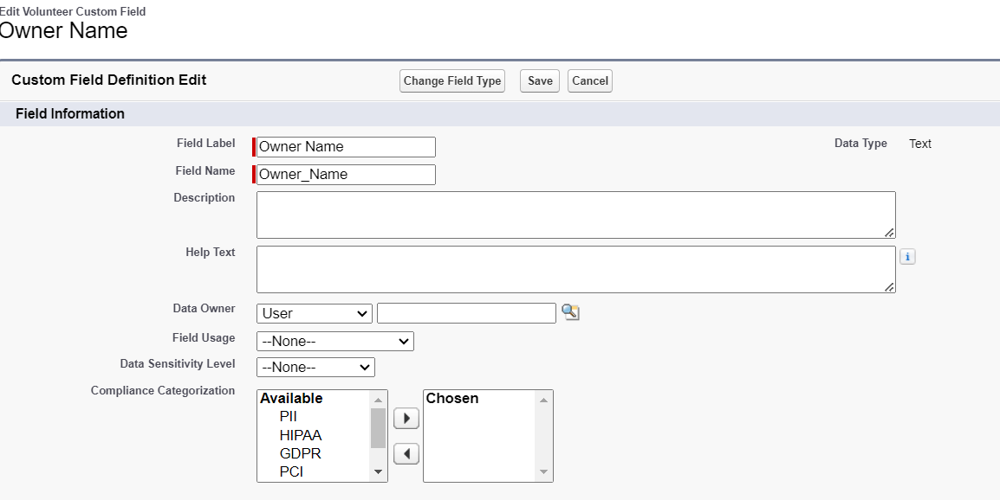 Edit Volunteer Custom Field
Owner Name
Custom Field Definition Edit
Change Field Type
Save
Cancel
Field Information
Field Label
Owner Name
Data Type
Text
Field Name
Owner_Name
Description
Help Text
i
Data Owner
User
Field Usage
--None--
Data Sensitivity Level
--None--
Compliance Categorization
Available
PII
HIPAA
GDPR
PCI
Chosen